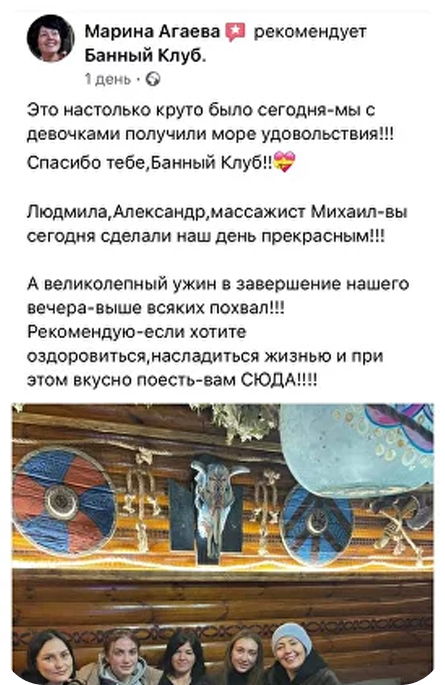 Марина Агаева рекомендует
Банный Клуб.
1 день ·
Это настолько круто было сегодня-мы с
девочками получили море удовольствия!!!
Спасибо тебе,Банный Клуб!!💝
Людмила,Александр,массажист Михаил-вы
сегодня сделали наш день прекрасным!!!
А великолепный ужин в завершение нашего
вечера-выше всяких похвал!!!
Рекомендую-если хотите
оздоровиться,насладиться жизнью и при
этом вкусно поесть-вам СЮДА!!!!